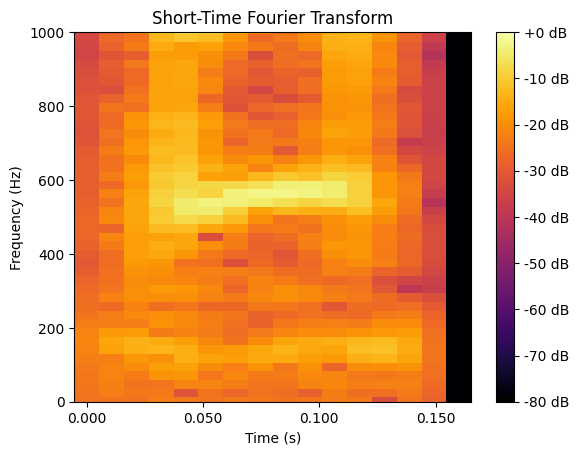 Short-Time Fourier Transform
Frequency (Hz)
1000
800
600
400
200
0
0.000
0.050
0.100
0.150
Time (s)
+0 dB
-10 dB
-20 dB
-30 dB
-40 dB
-50 dB
-60 dB
-70 dB
-80 dB